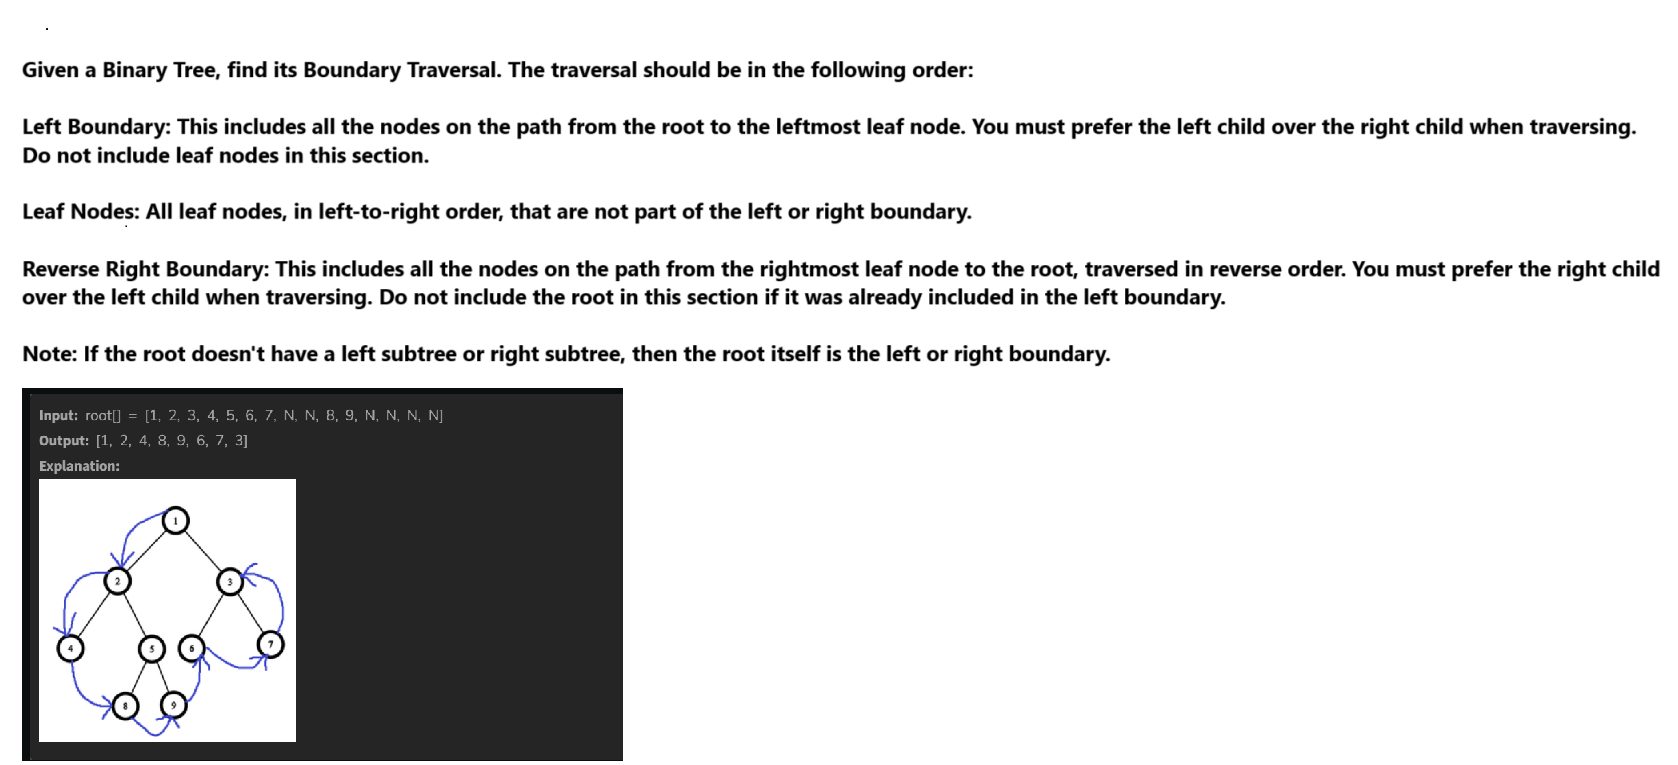 Given a Binary Tree, find its Boundary Traversal. The traversal should be in the following order:
Left Boundary: This includes all the nodes on the path from the root to the leftmost leaf node. You must prefer the left child over the right child when traversing.
Do not include leaf nodes in this section.
Leaf Nodes: All leaf nodes, in left-to-right order, that are not part of the left or right boundary.
Reverse Right Boundary: This includes all the nodes on the path from the rightmost leaf node to the root, traversed in reverse order. You must prefer the right child
over the left child when traversing. Do not include the root in this section if it was already included in the left boundary.
Note: If the root doesn't have a left subtree or right subtree, then the root itself is the left or right boundary.
Input: root[] = [1, 2, 3, 4, 5, 6, 7, N, N, 8, 9, N, N, N, N]
Output: [1, 2, 4, 8, 9, 6, 7, 3]
Explanation:
1
2 3
4 5 6 7
8 9